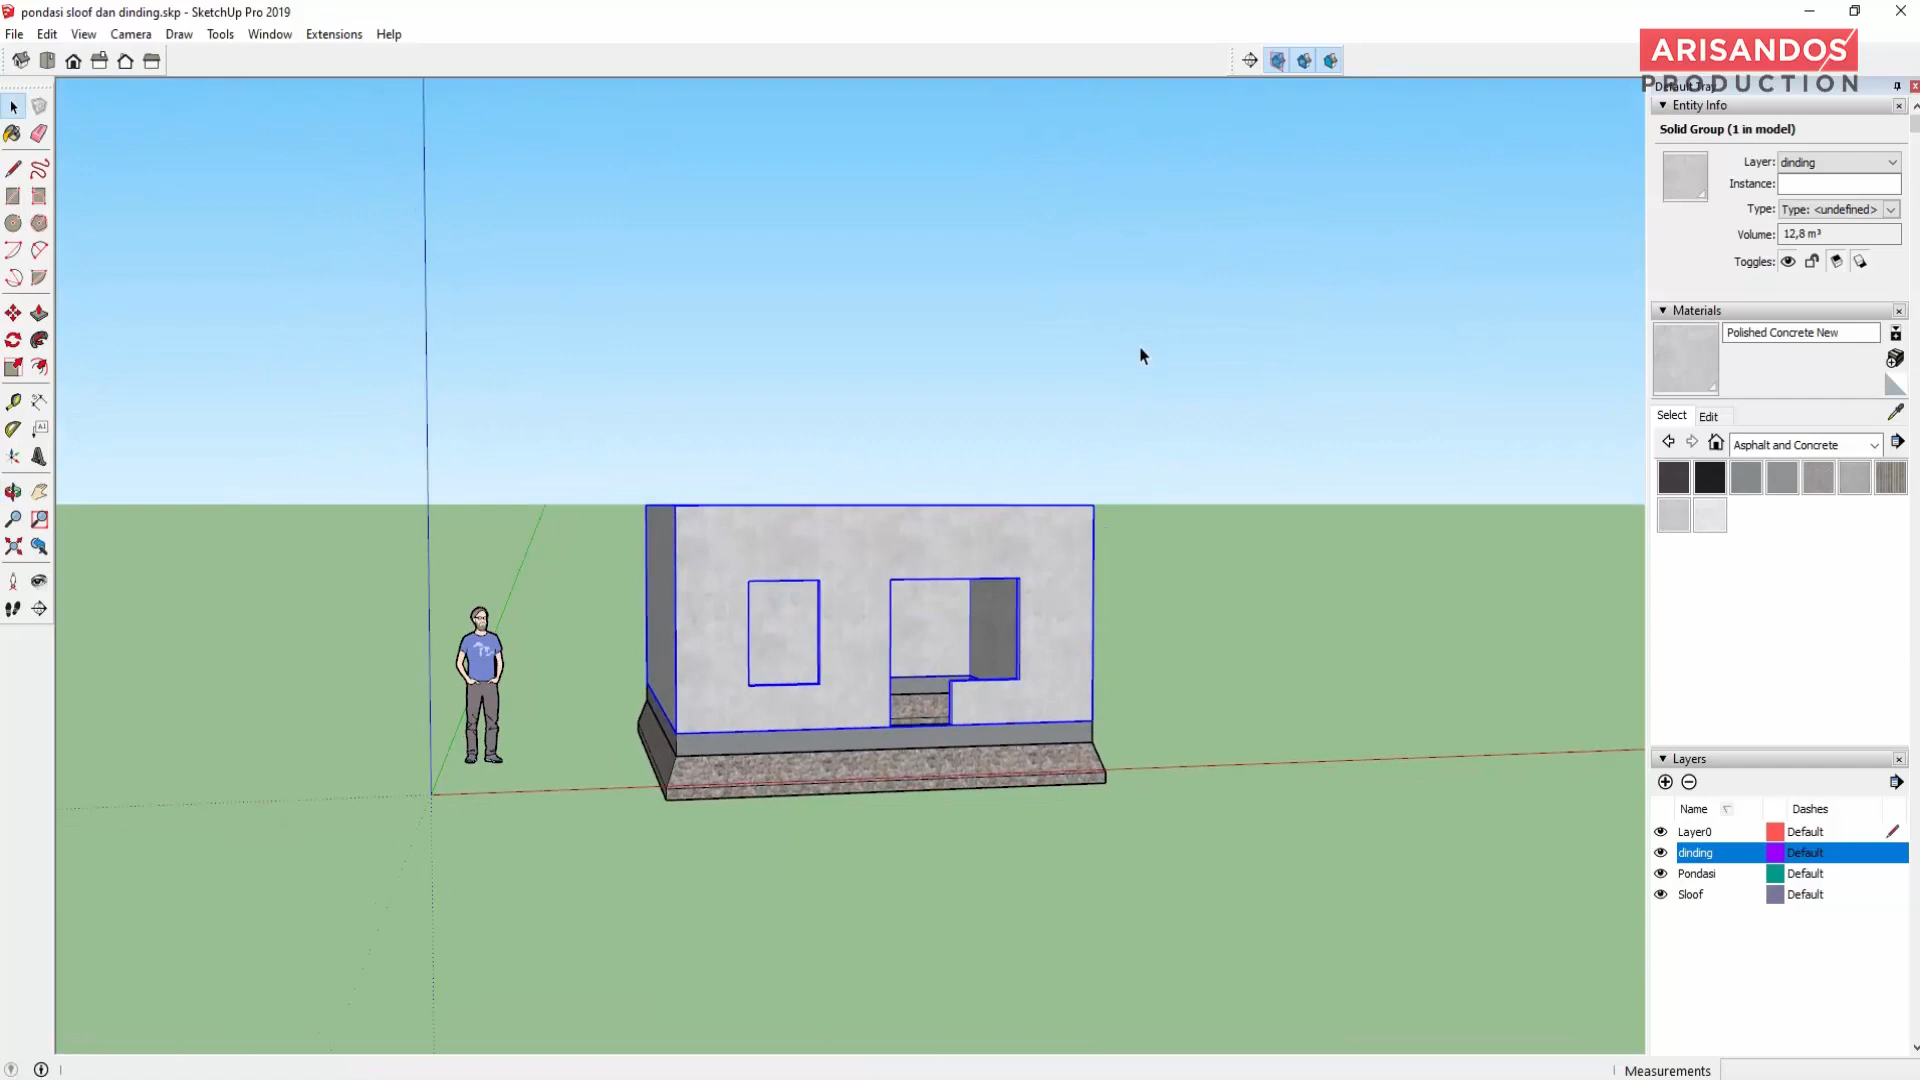 pondasi sloof dan dinding.skp - SketchUp Pro 2019
File Edit View Camera Draw Tools Window Extensions Help
ARISANDOS
PRODUCTION
Default Tray
Entity Info
Solid Group (1 in model)
Layer: dinding
Instance:
Type: Type: <undefined>
Volume: 12,8 m³
Toggles:
Materials
Polished Concrete New
Select Edit
Asphalt and Concrete
Layers
Name Dashes
Layer0 Default
dinding Default
Pondasi Default
Sloof Default
Measurements